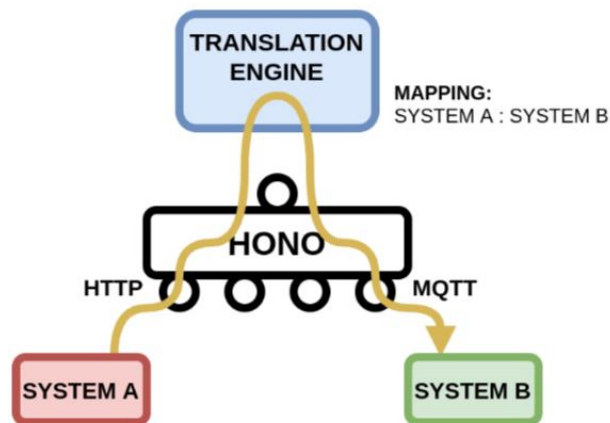 TRANSLATION
ENGINE
MAPPING:
SYSTEM A : SYSTEM B
HONO
HTTP
MQTT
SYSTEM A
SYSTEM B